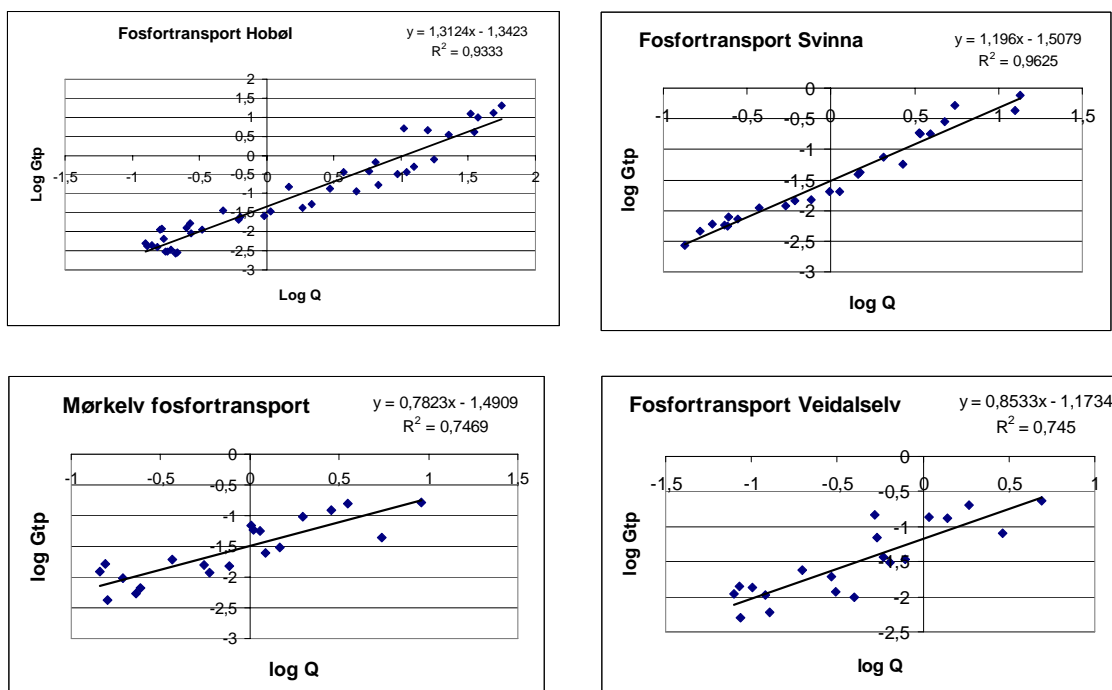 Fosfortransport Hobøl
y = 1,3124x - 1,3423
R² = 0,9333
2
1,5
1
0,5
0
-0,5
-1
-1,5
-2
-2,5
-3
-1,5 -1 -0,5 0 0,5 1 1,5 2
Log Gtp
Log Q
Fosfortransport Svinna
y = 1,196x - 1,5079
R² = 0,9625
0
-0,5
-1
-1,5
-2
-2,5
-3
-1 -0,5 0 0,5 1 1,5
log Gtp
log Q
Mørkelv fosfortransport
y = 0,7823x - 1,4909
R² = 0,7469
0
-0,5
-1
-1,5
-2
-2,5
-3
-1 -0,5 0 0,5 1 1,5
log Gtp
log Q
Fosfortransport Veidalselv
y = 0,8533x - 1,1734
R² = 0,745
0
-0,5
-1
-1,5
-2
-2,5
-1,5 -1 -0,5 0 0,5 1
log Gtp
log Q